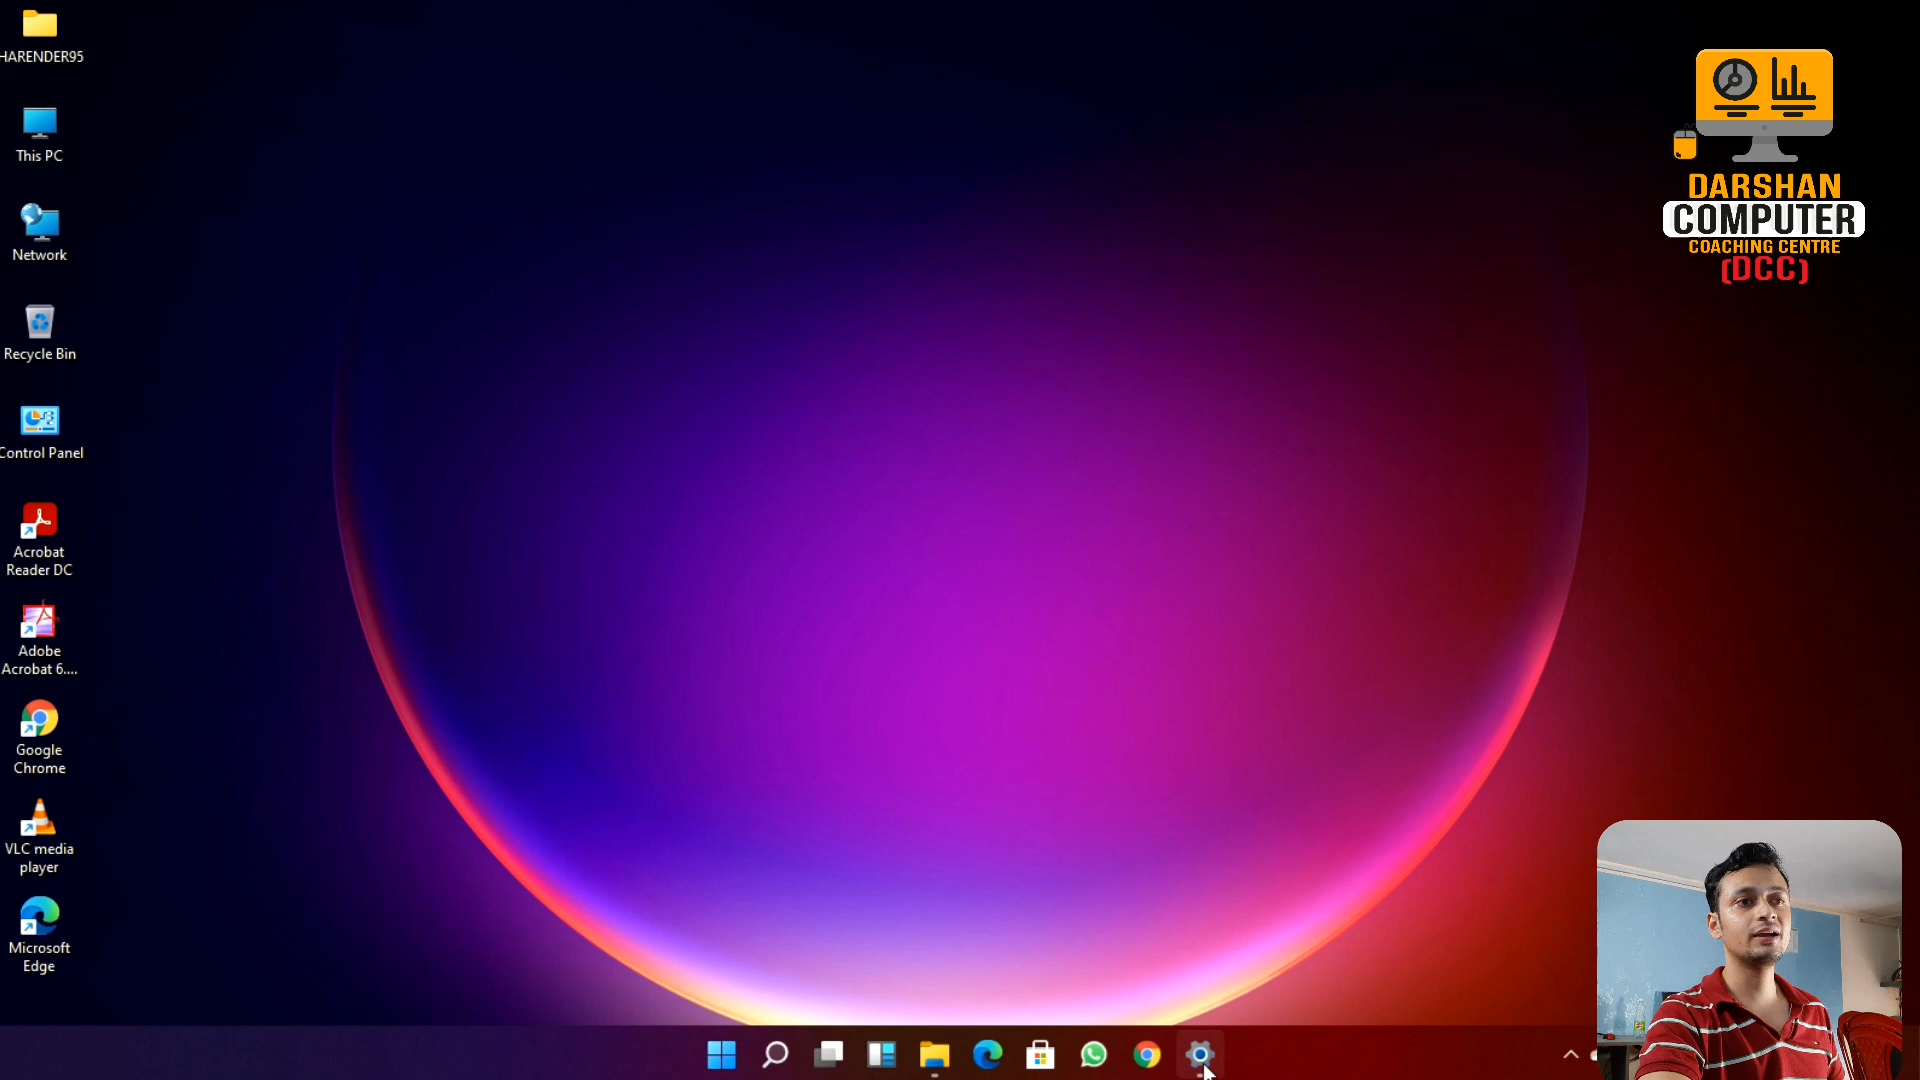 HARENDER95
This PC
Network
Recycle Bin
Control Panel
Acrobat
Reader DC
Adobe
Acrobat 6....
Google
Chrome
VLC media
player
Microsoft
Edge
DARSHAN
COMPUTER
COACHING CENTRE
(DCC)